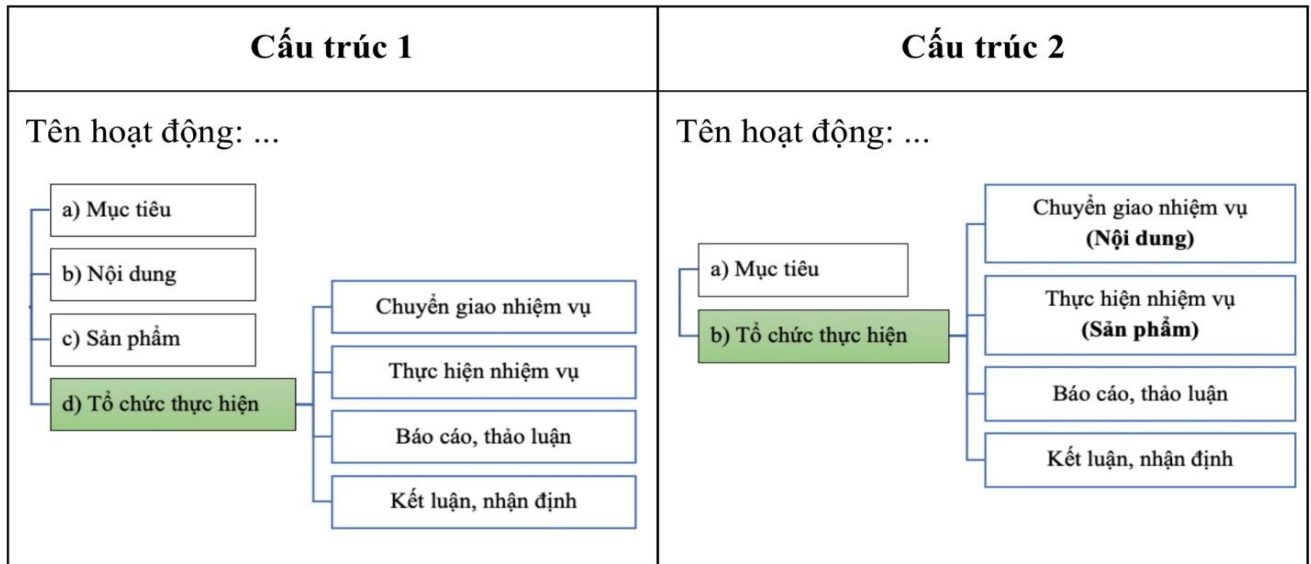 Cấu trúc 1
Tên hoạt động: ...
a) Mục tiêu
b) Nội dung
c) Sản phẩm
d) Tổ chức thực hiện
Chuyển giao nhiệm vụ
Thực hiện nhiệm vụ
Báo cáo, thảo luận
Kết luận, nhận định
Cấu trúc 2
Tên hoạt động: ...
a) Mục tiêu
b) Tổ chức thực hiện
Chuyển giao nhiệm vụ
(Nội dung)
Thực hiện nhiệm vụ
(Sản phẩm)
Báo cáo, thảo luận
Kết luận, nhận định